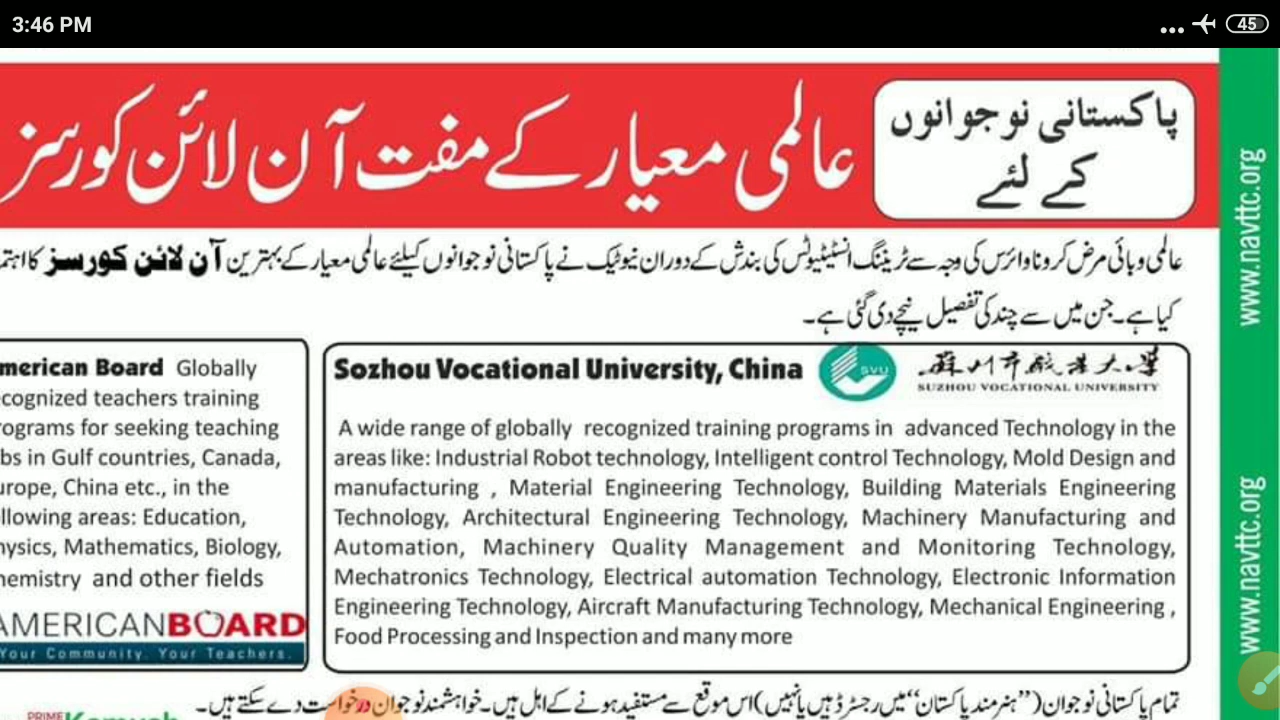 3:46 PM
45
پاکستانی نوجوانوں
کے لئے
عالمی معیار کے مفت آن لائن کورسز
عالمی وبائی مرض کرونا وائرس کی وجہ سے ٹریننگ انسٹیٹیوٹس کی بندش کے دوران نیوٹیک نے پاکستانی نوجوانوں کیلئے عالمی معیار کے بہترین آن لائن کورسز کا اہتما
کیا ہے۔ جن میں سے چند کی تفصیل نیچے دی گئی ہے۔
merican Board Globally
ecognized teachers training
rograms for seeking teaching
bs in Gulf countries, Canada,
urope, China etc., in the
llowing areas: Education,
hysics, Mathematics, Biology,
hemistry and other fields
AMERICANBOARD
Your Community. Your Teachers.
Sozhou Vocational University, China
SVU
苏州市职业大学
SUZHOU VOCATIONAL UNIVERSITY
A wide range of globally recognized training programs in advanced Technology in the
areas like: Industrial Robot technology, Intelligent control Technology, Mold Design and
manufacturing , Material Engineering Technology, Building Materials Engineering
Technology, Architectural Engineering Technology, Machinery Manufacturing and
Automation, Machinery Quality Management and Monitoring Technology,
Mechatronics Technology, Electrical automation Technology, Electronic Information
Engineering Technology, Aircraft Manufacturing Technology, Mechanical Engineering ,
Food Processing and Inspection and many more
تمام پاکستانی نوجوان (''ہنرمند پاکستان'' میں رجسٹرڈ ہیں یا نہیں) اس موقع سے مستفید ہونے کے اہل ہیں۔ خواہشمند نوجوان درخواست دے سکتے ہیں۔
PRIME
www.navttc.org
www.navttc.org